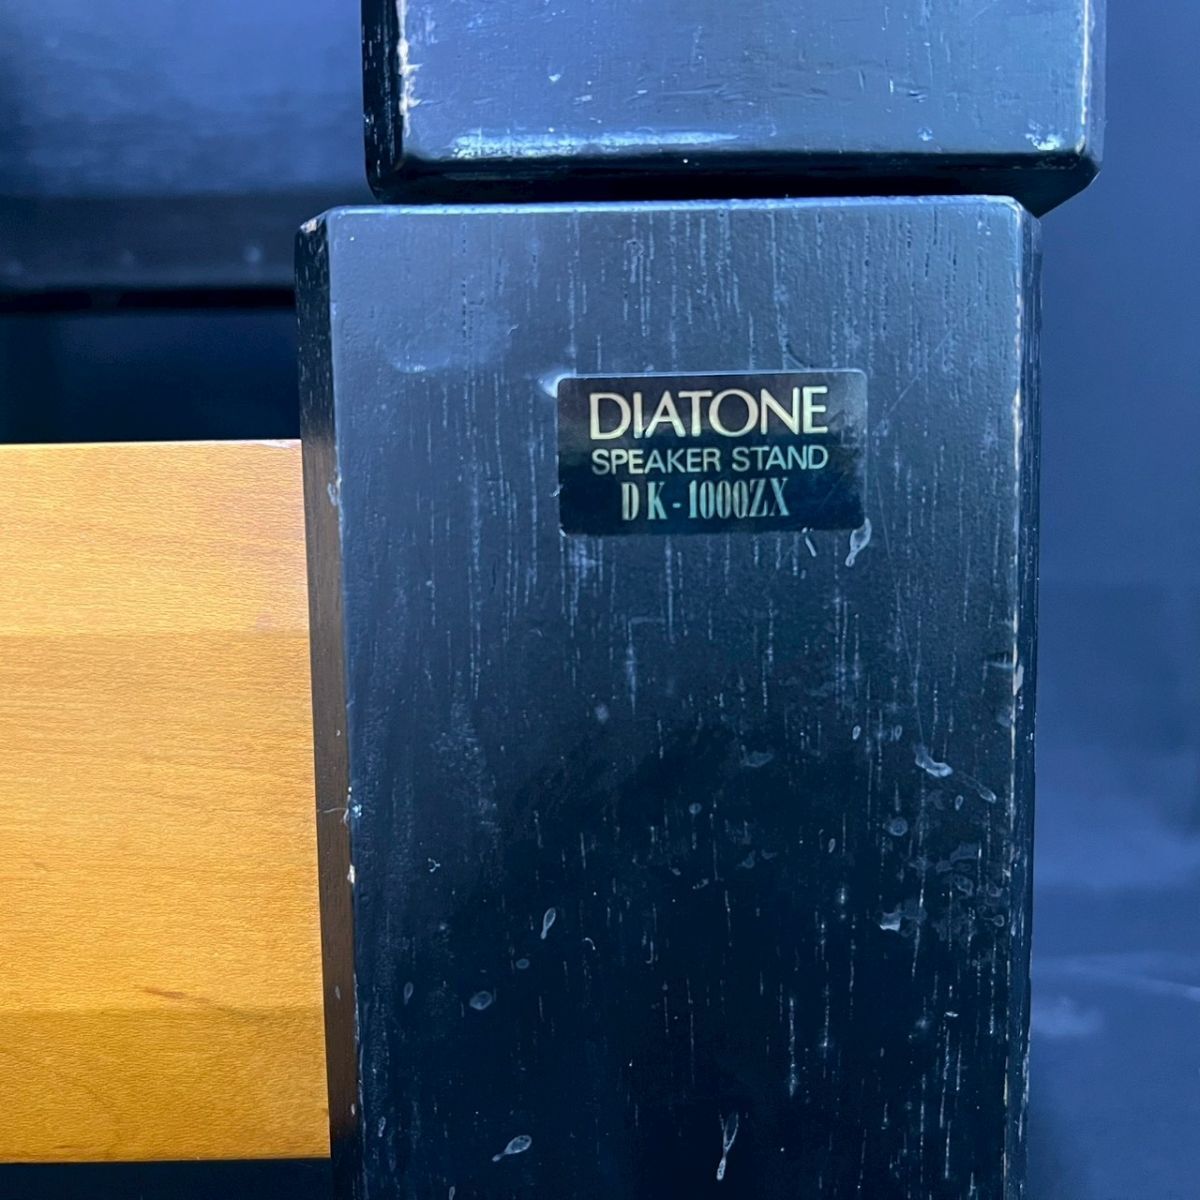 DIATONE
SPEAKER STAND
DK-1000ZX